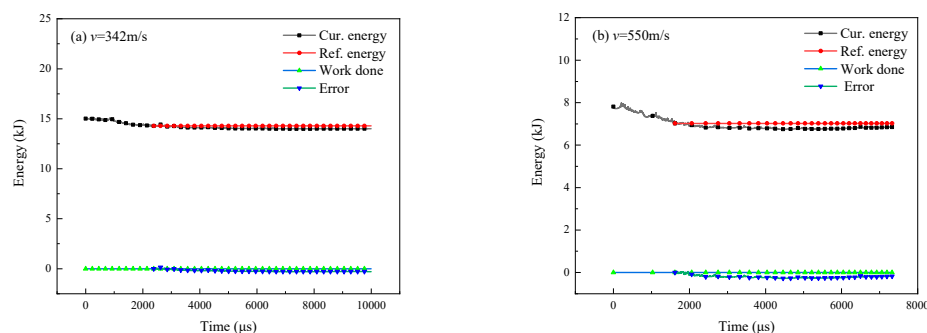 (a) v=342m/s
Cur. energy
Ref. energy
Work done
Error
25
20
15
10
5
0
Energy (kJ)
0
2000
4000
6000
8000
10000
Time (μs)
(b) v=550m/s
Cur. energy
Ref. energy
Work done
Error
12
10
8
6
4
2
0
-2
Energy (kJ)
0
2000
4000
6000
8000
Time (μs)